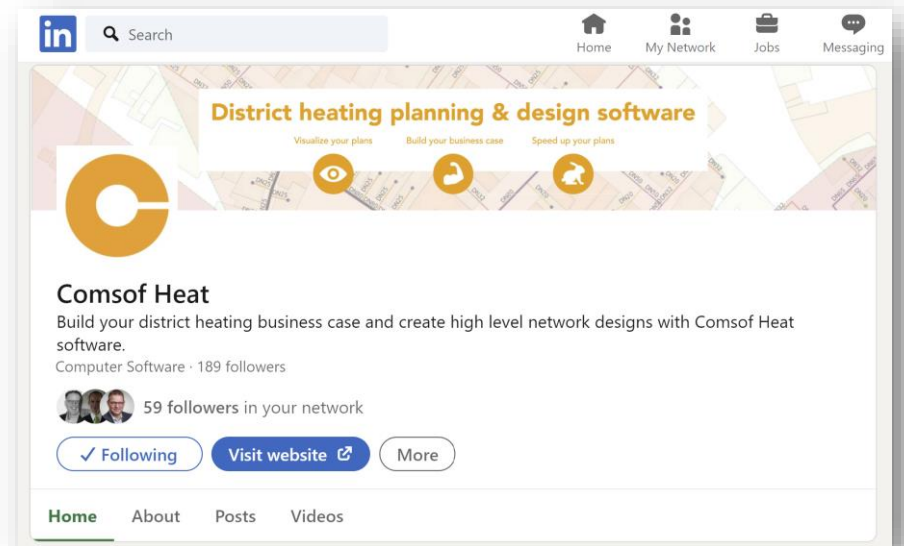 in Search
Home My Network Jobs Messaging
District heating planning & design software
Visualize your plans Build your business case Speed up your plans
Comsof Heat
Build your district heating business case and create high level network designs with Comsof Heat
software.
Computer Software · 189 followers
59 followers in your network
✓ Following Visit website More
Home About Posts Videos